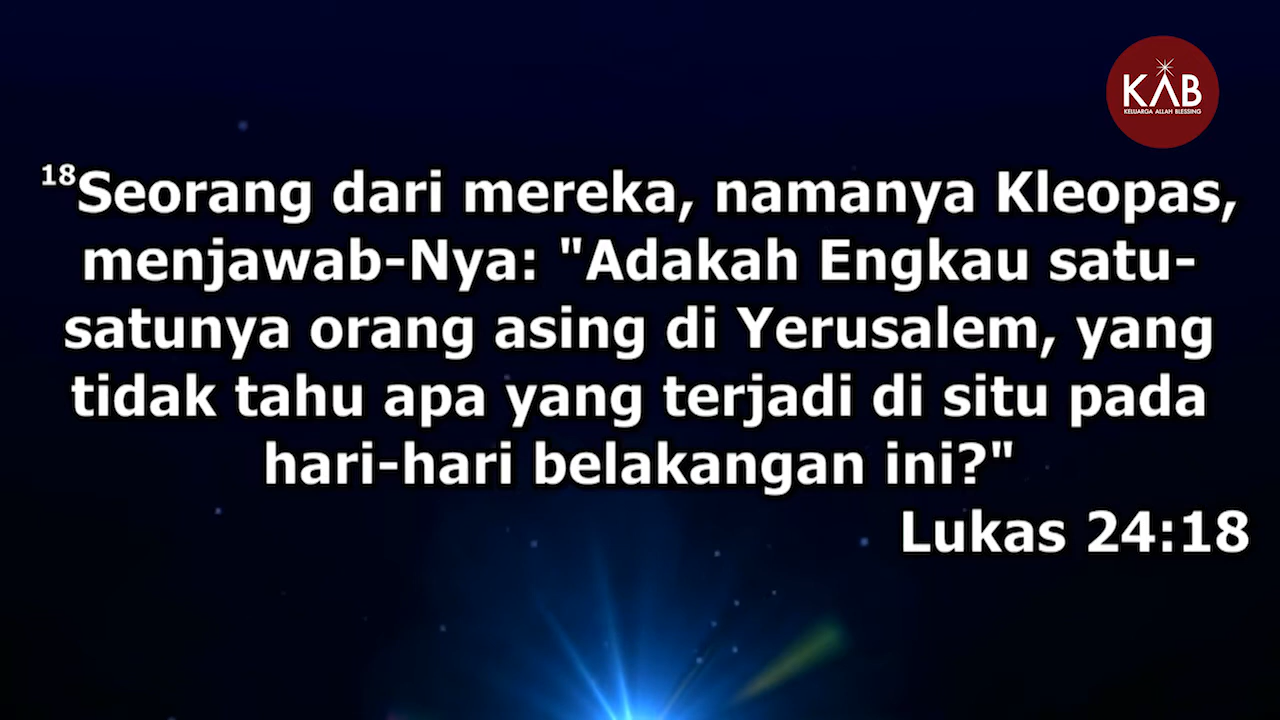 KAB
KELUARGA ALLAH BLESSING
18Seorang dari mereka, namanya Kleopas,
menjawab-Nya: "Adakah Engkau satu-
satunya orang asing di Yerusalem, yang
tidak tahu apa yang terjadi di situ pada
hari-hari belakangan ini?"
Lukas 24:18